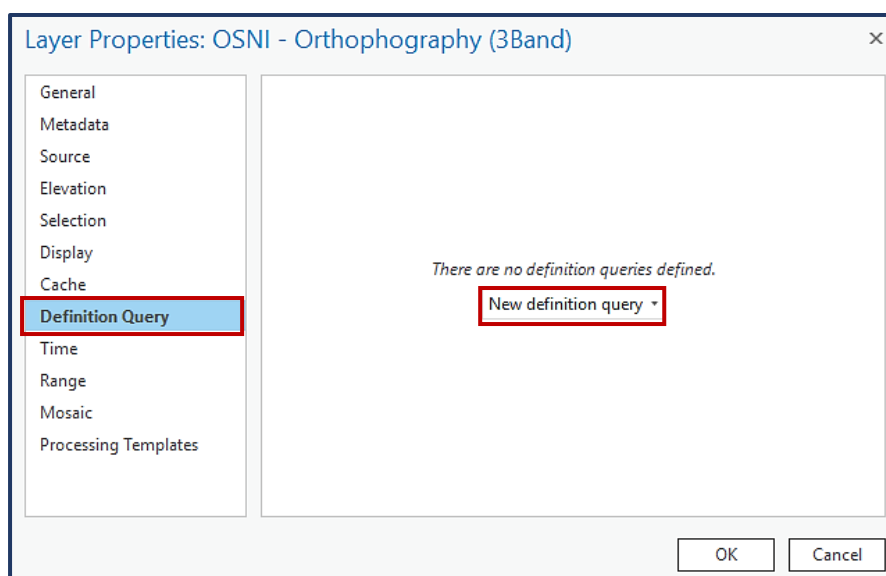 Layer Properties: OSNI - Orthophography (3Band)
General
Metadata
Source
Elevation
Selection
Display
Cache
Definition Query
Time
Range
Mosaic
Processing Templates
There are no definition queries defined.
New definition query
OK
Cancel